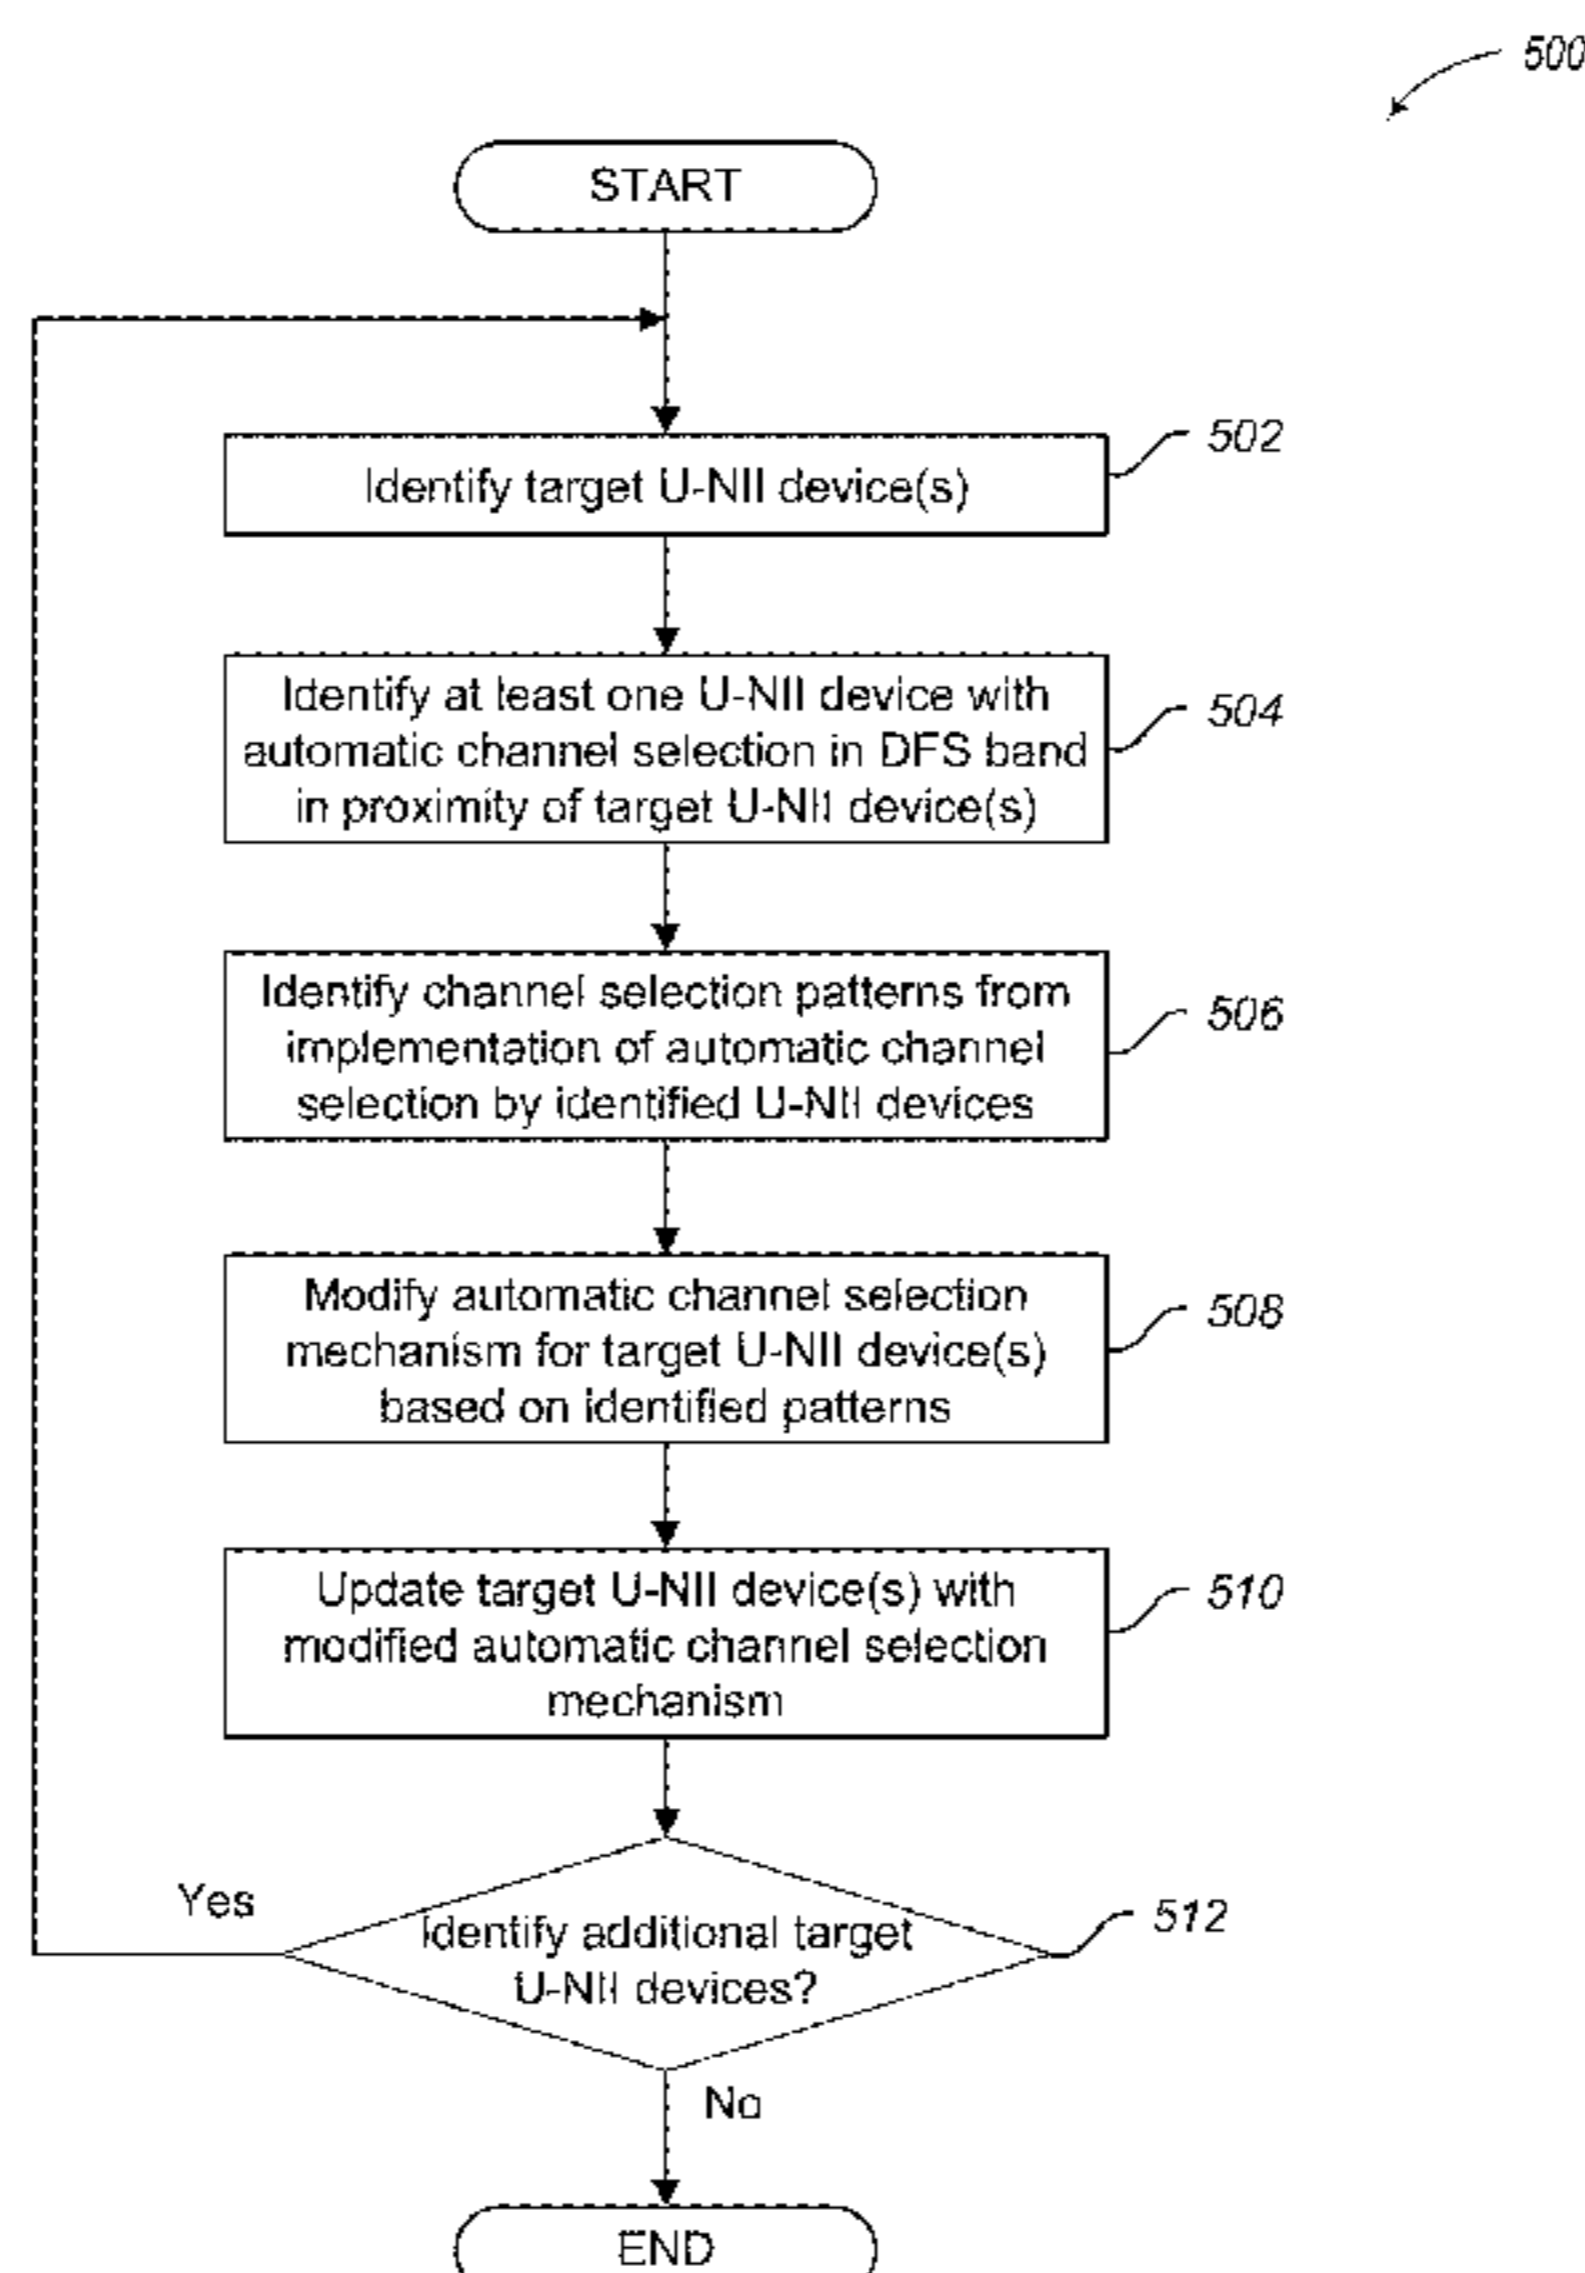 500
START
Identify target U-NII device(s)
502
Identify at least one U-NII device with
automatic channel selection in DFS band
in proximity of target U-NII device(s)
504
Identify channel selection patterns from
implementation of automatic channel
selection by identified U-NII devices
506
Modify automatic channel selection
mechanism for target U-NII device(s)
based on identified patterns
508
Update target U-NII device(s) with
modified automatic channel selection
mechanism
510
Yes
Identify additional target
U-NII devices?
512
No
END